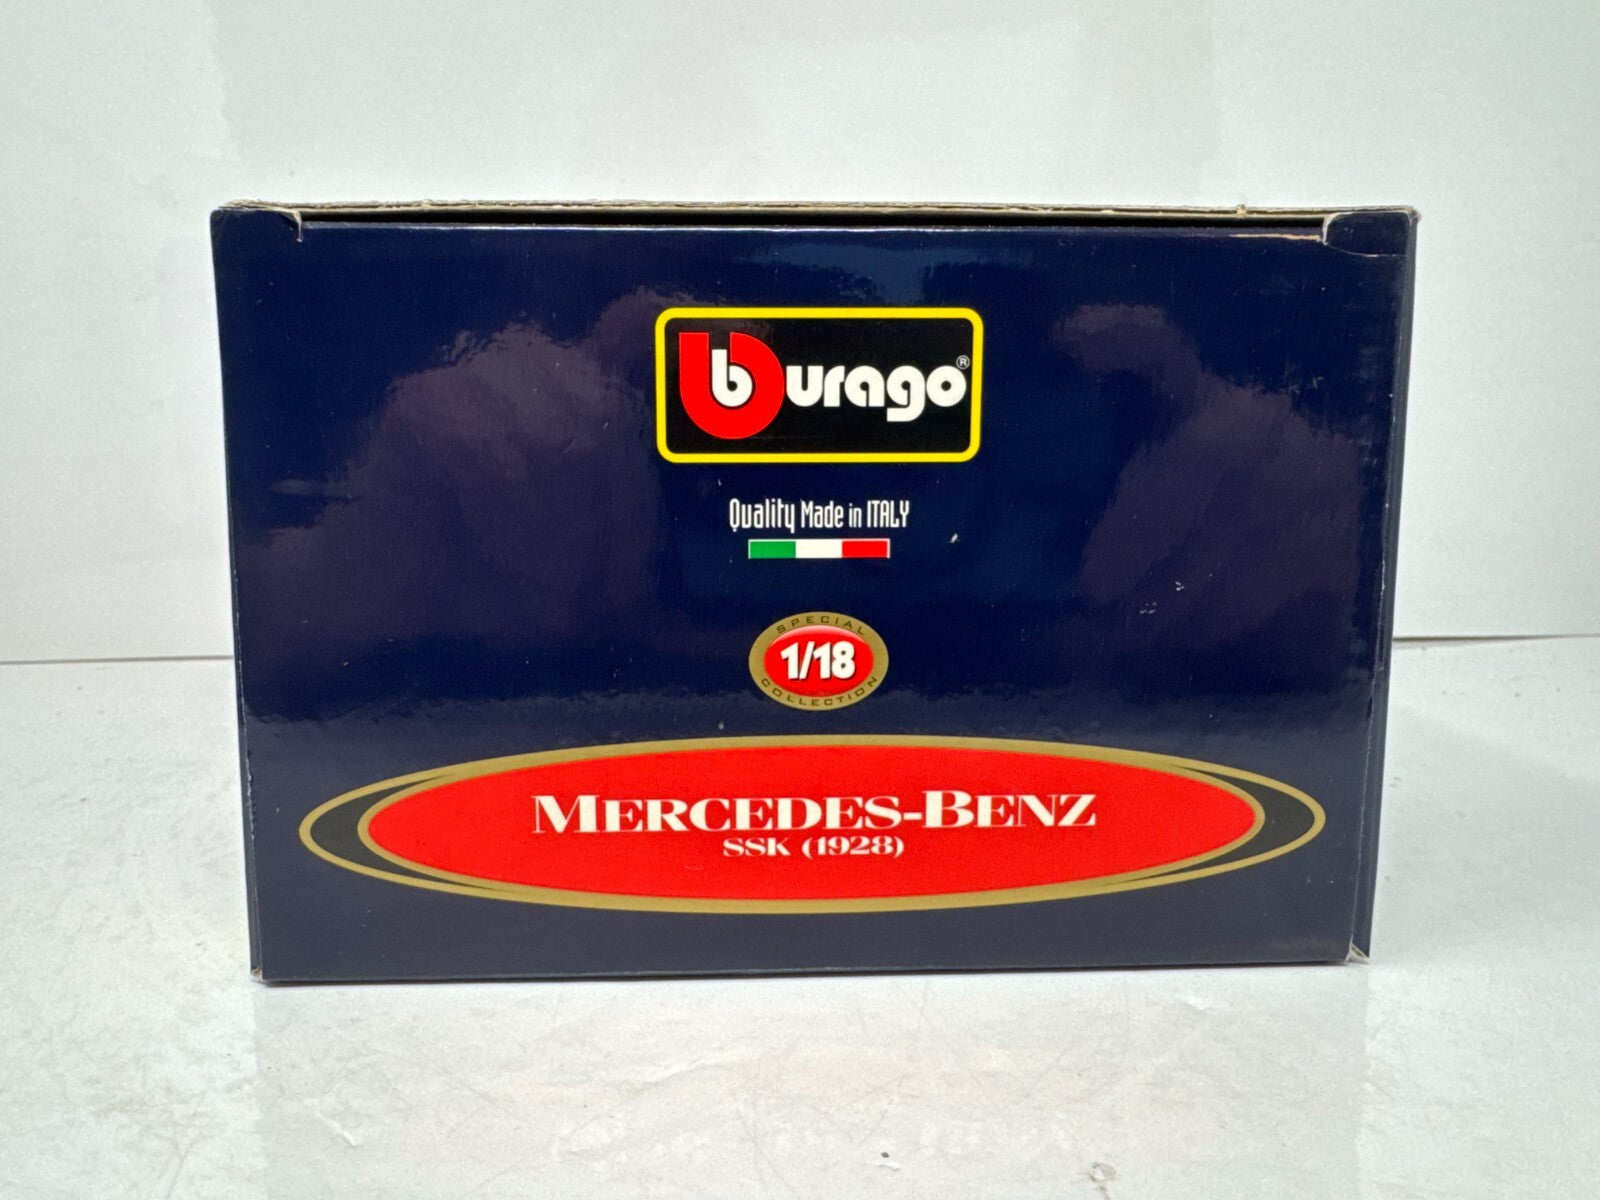 burago®
Quality Made in ITALY
SPECIAL
1/18
COLLECTION
MERCEDES-BENZ
SSK (1928)